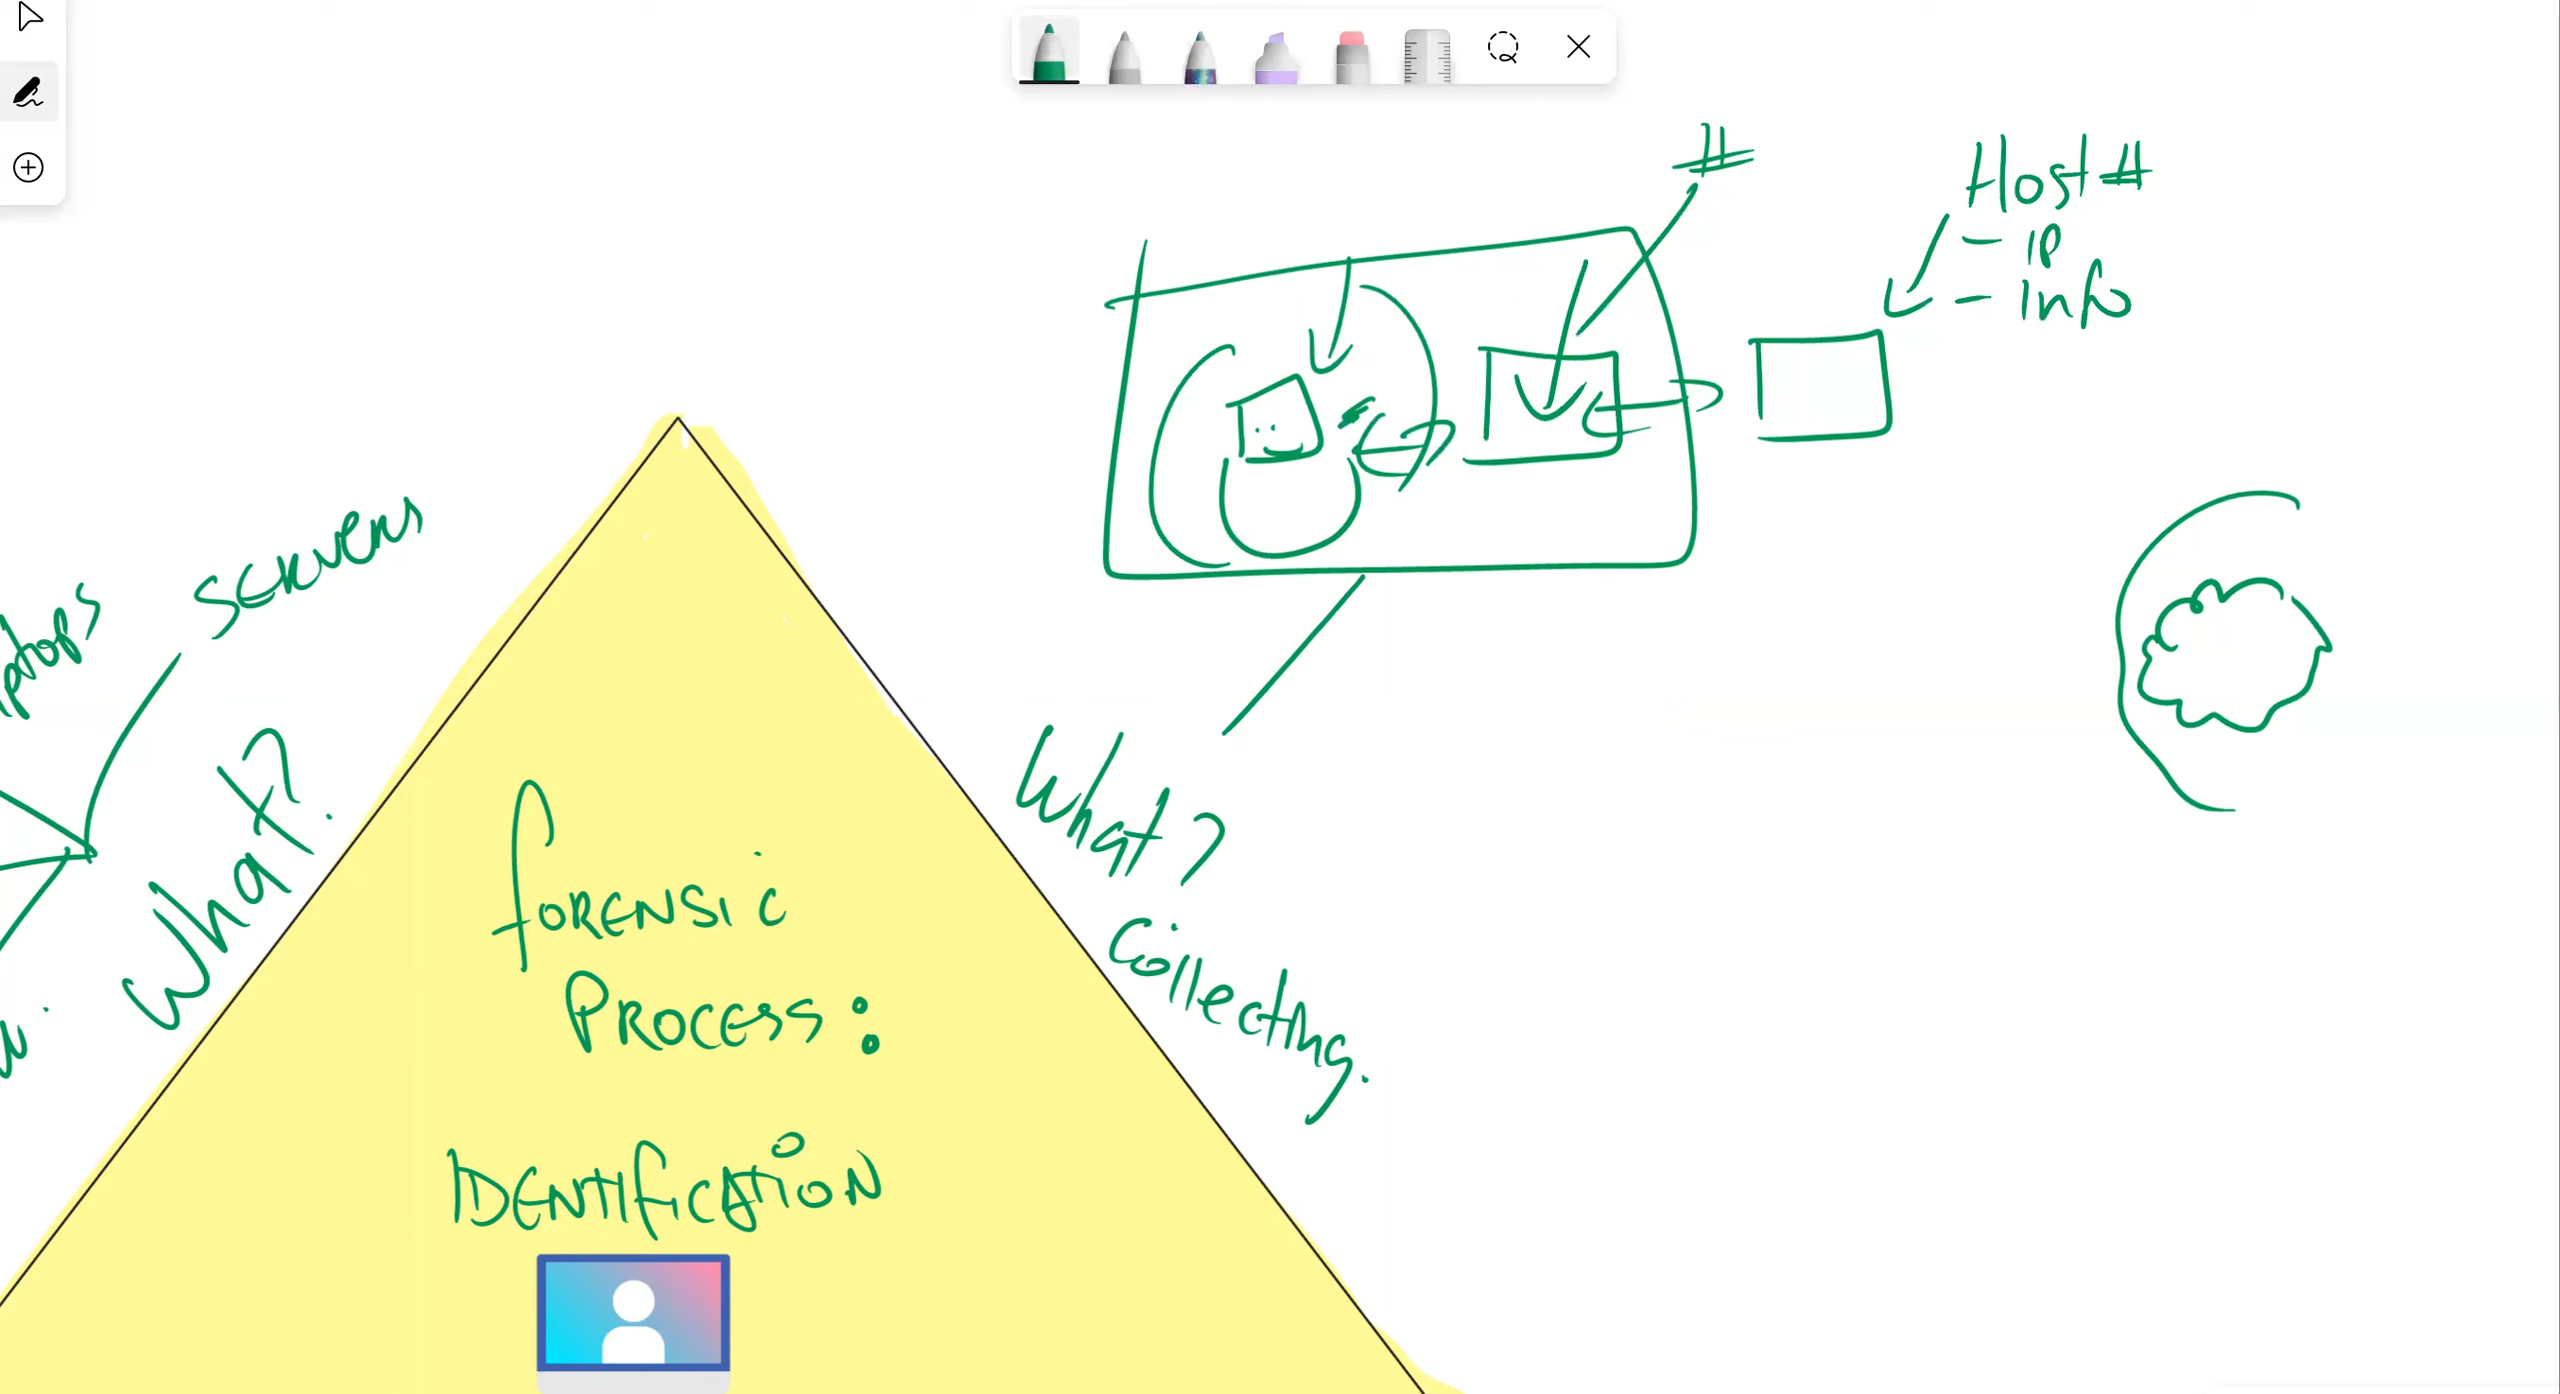 #
Host #
- IP
- Info
servers
What?
What?
collecting.
forensic
Process:
Identification